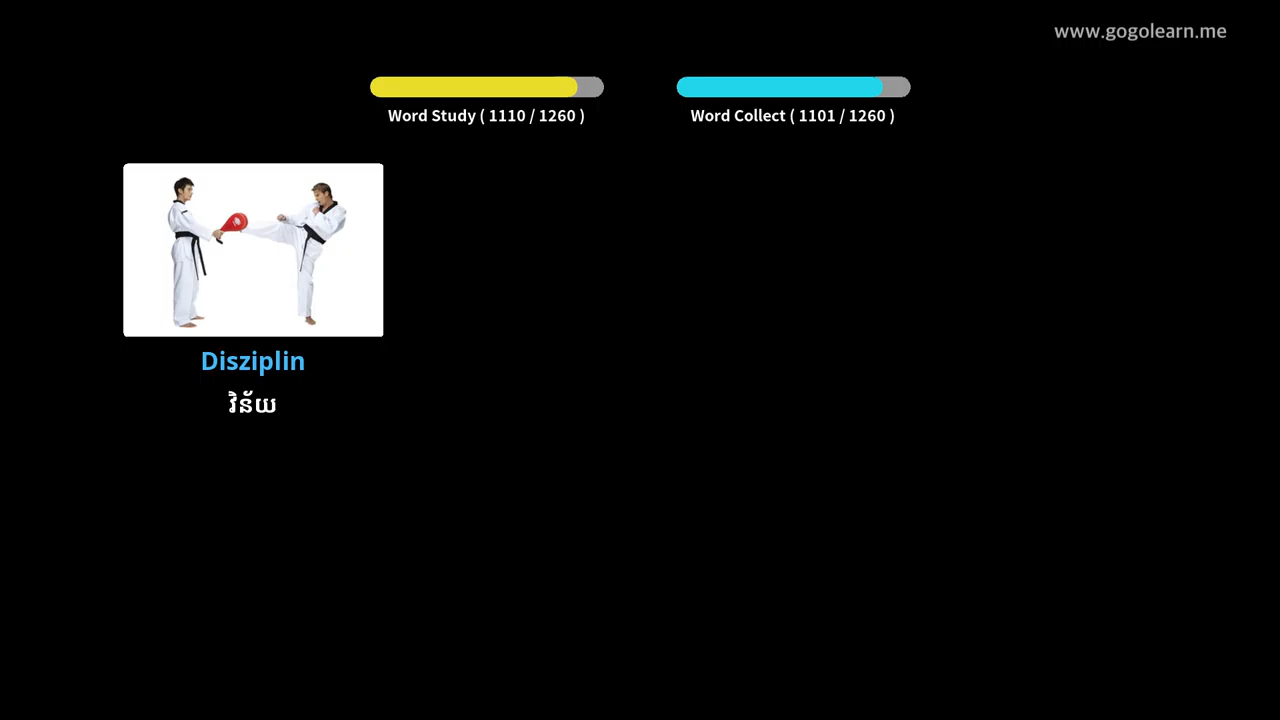 www.gogolearn.me
Word Study ( 1110 / 1260 )
Word Collect ( 1101 / 1260 )
Disziplin
វិន័យ